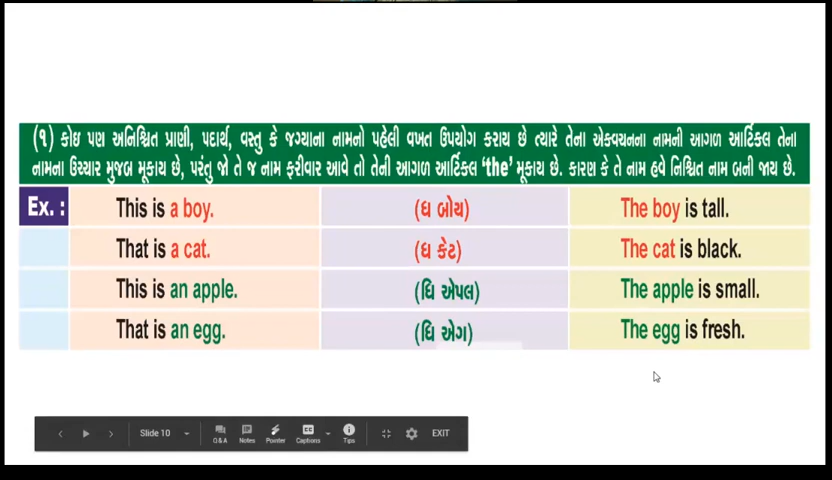 (૧) કોઇ પણ અનિશ્ચિત પ્રાણી, પદાર્થ, વસ્તુ કે જગ્યાના નામનો પહેલી વખત ઉપયોગ કરાય છે ત્યારે તેના એકવચનના નામની આગળ આર્ટિકલ તેના
નામના ઉચ્ચાર મુજબ મૂકાય છે, પરંતુ જો તે જ નામ ફરીવાર આવે તો તેની આગળ આર્ટિકલ ‘the’ મૂકાય છે. કારણ કે તે નામ હવે નિશ્ચિત નામ બની જાય છે.
Ex. : This is a boy. (ધ બોય) The boy is tall.
That is a cat. (ધ કેટ) The cat is black.
This is an apple. (ધિ એપલ) The apple is small.
That is an egg. (ધિ એગ) The egg is fresh.
Slide 10 Q&A Notes Pointer Captions Tips EXIT